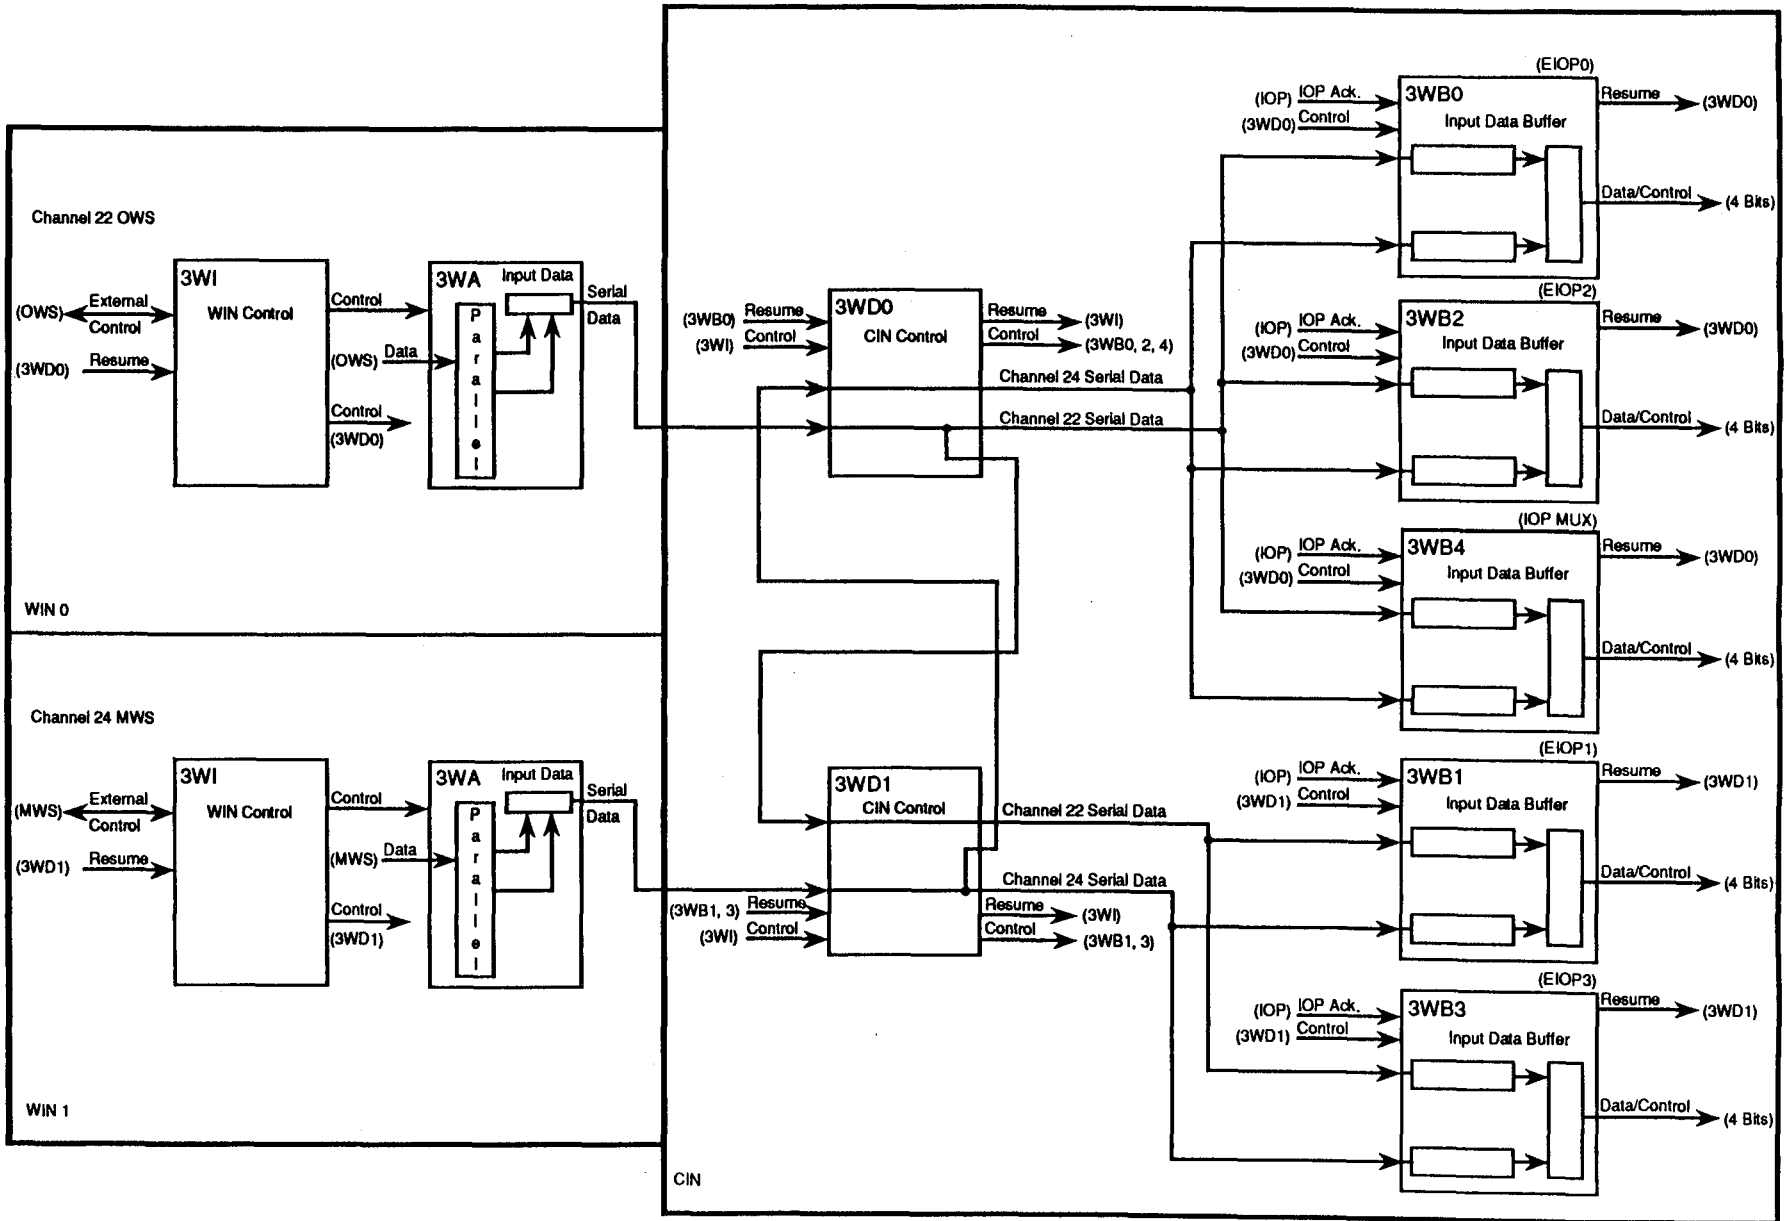 Channel 22 OWS
3WI
WIN Control
(OWS)
External
Control
(3WD0)
Resume
Control
Control
(3WD0)
3WA
Input Data
Parallel
(OWS)
Data
Serial
Data
WIN 0
Channel 24 MWS
3WI
WIN Control
(MWS)
External
Control
(3WD1)
Resume
Control
Control
(3WD1)
3WA
Input Data
Parallel
(MWS)
Data
Serial
Data
WIN 1
(3WB0) Resume
(3WI) Control
3WD0
CIN Control
Resume (3WI)
Control (3WB0, 2, 4)
Channel 24 Serial Data
Channel 22 Serial Data
3WD1
CIN Control
Channel 22 Serial Data
Channel 24 Serial Data
(3WB1, 3) Resume
(3WI) Control
Resume (3WI)
Control (3WB1, 3)
CIN
(EIOP0)
(IOP) IOP Ack.
(3WD0) Control
3WB0
Input Data Buffer
Resume (3WD0)
Data/Control (4 Bits)
(EIOP2)
(IOP) IOP Ack.
(3WD0) Control
3WB2
Input Data Buffer
Resume (3WD0)
Data/Control (4 Bits)
(IOP MUX)
(IOP) IOP Ack.
(3WD0) Control
3WB4
Input Data Buffer
Resume (3WD0)
Data/Control (4 Bits)
(EIOP1)
(IOP) IOP Ack.
(3WD1) Control
3WB1
Input Data Buffer
Resume (3WD1)
Data/Control (4 Bits)
(EIOP3)
(IOP) IOP Ack.
(3WD1) Control
3WB3
Input Data Buffer
Resume (3WD1)
Data/Control (4 Bits)